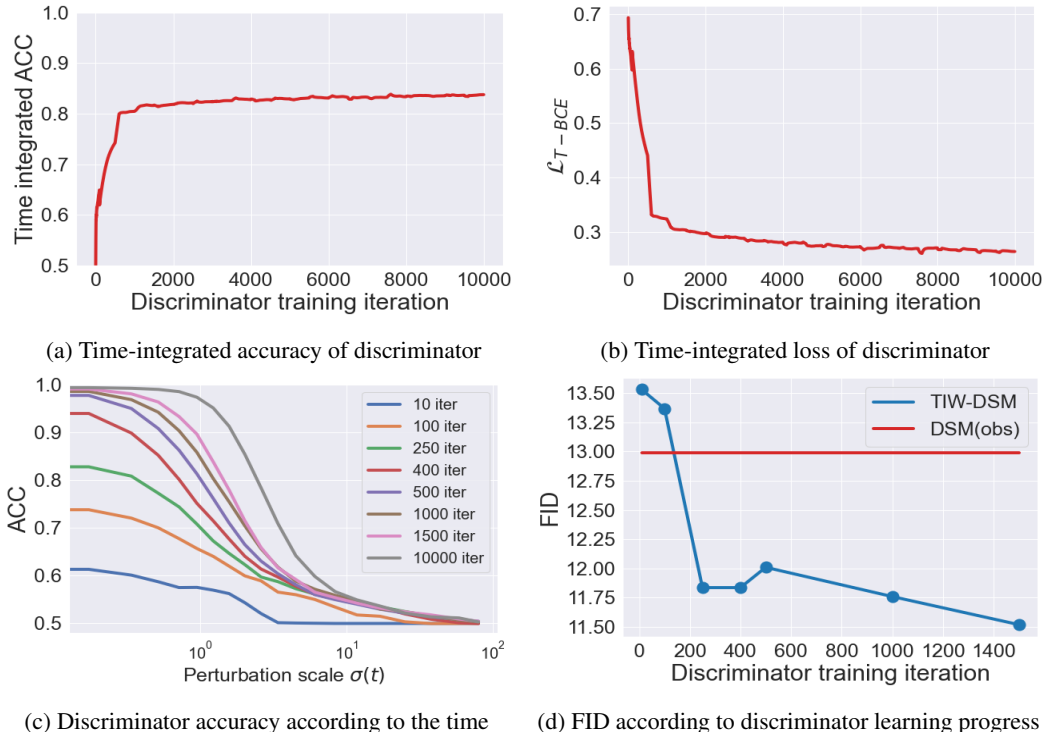 1.0
0.9
0.8
0.7
0.6
0.5
Time integrated ACC
0 2000 4000 6000 8000 10000
Discriminator training iteration
(a) Time-integrated accuracy of discriminator
0.7
0.6
0.5
0.4
0.3
ℒT−BCE
0 2000 4000 6000 8000 10000
Discriminator training iteration
(b) Time-integrated loss of discriminator
1.0
0.9
0.8
0.7
0.6
0.5
ACC
10 iter
100 iter
250 iter
400 iter
500 iter
1000 iter
1500 iter
10000 iter
10⁰ 10¹ 10²
Perturbation scale σ(t)
(c) Discriminator accuracy according to the time
13.50
13.25
13.00
12.75
12.50
12.25
12.00
11.75
11.50
FID
TIW-DSM
DSM(obs)
0 200 400 600 800 1000 1200 1400
Discriminator training iteration
(d) FID according to discriminator learning progress